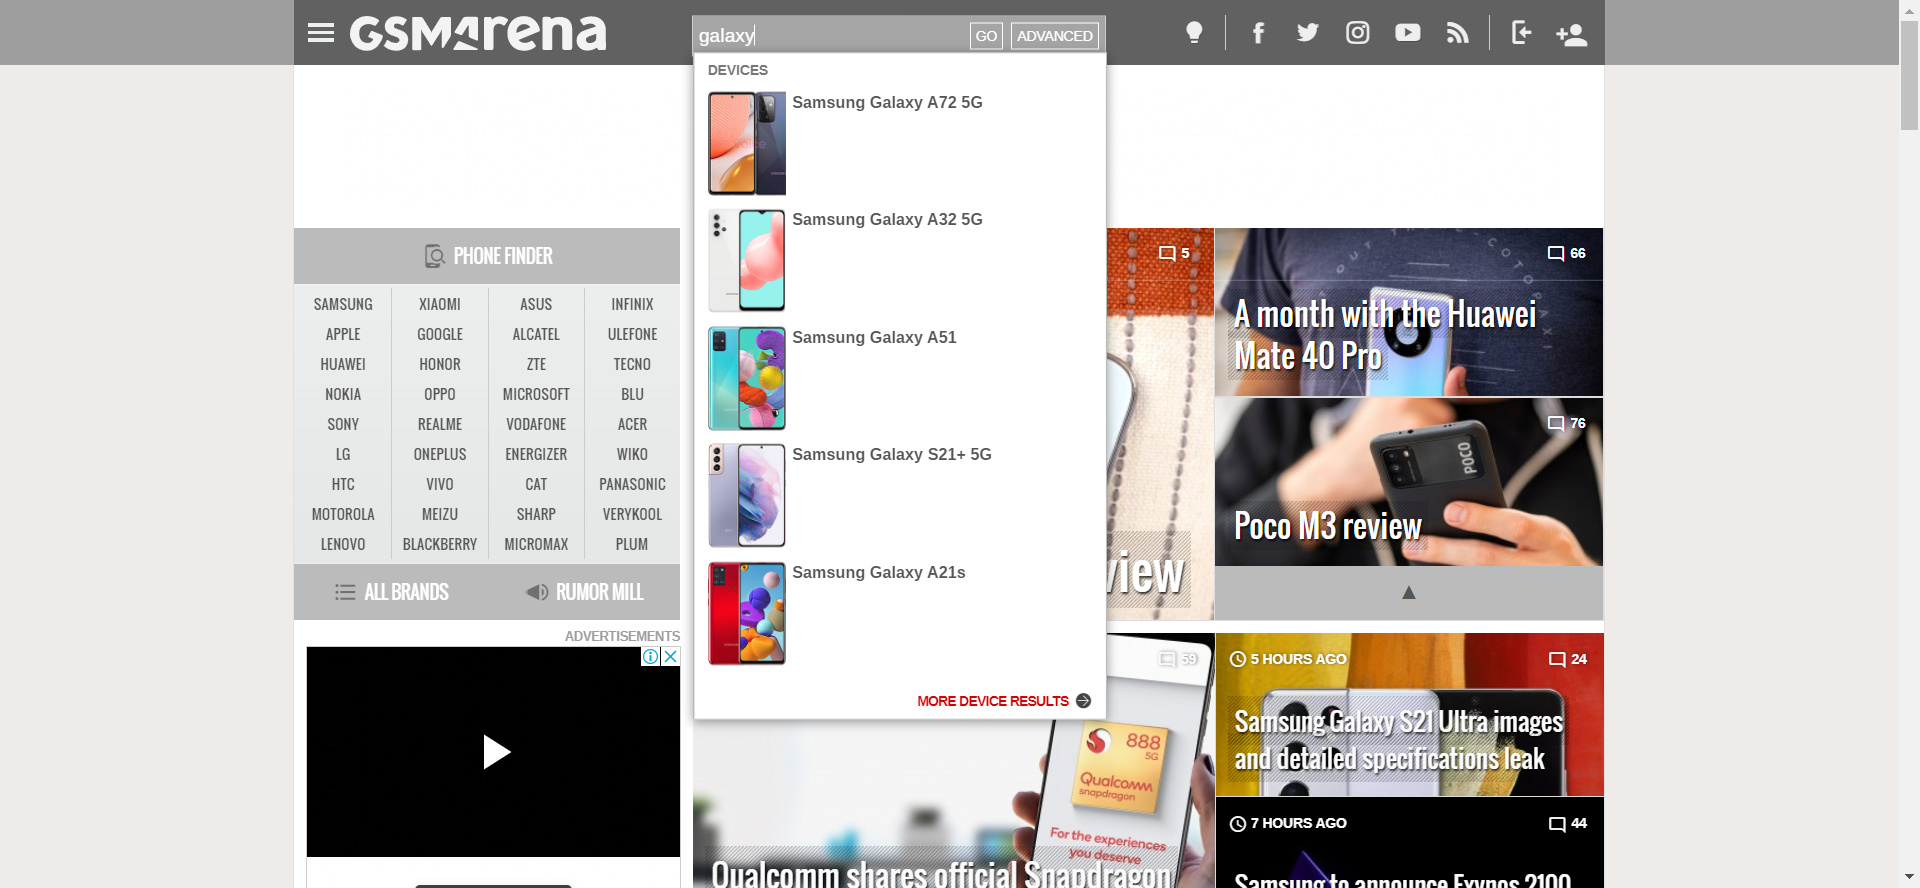 GSMArena
galaxy
GO
ADVANCED
DEVICES
Samsung Galaxy A72 5G
Samsung Galaxy A32 5G
Samsung Galaxy A51
Samsung Galaxy S21+ 5G
Samsung Galaxy A21s
MORE DEVICE RESULTS
PHONE FINDER
SAMSUNG XIAOMI ASUS INFINIX
APPLE GOOGLE ALCATEL ULEFONE
HUAWEI HONOR ZTE TECNO
NOKIA OPPO MICROSOFT BLU
SONY REALME VODAFONE ACER
LG ONEPLUS ENERGIZER WIKO
HTC VIVO CAT PANASONIC
MOTOROLA MEIZU SHARP VERYKOOL
LENOVO BLACKBERRY MICROMAX PLUM
ALL BRANDS
RUMOR MILL
ADVERTISEMENTS
5
view
66
A month with the Huawei
Mate 40 Pro
76
POCO
Poco M3 review
59
888
5G
Qualcomm
snapdragon
For the experiences
you deserve
Qualcomm shares official Snapdragon
5 HOURS AGO
24
Samsung Galaxy S21 Ultra images
and detailed specifications leak
7 HOURS AGO
44
Samsung to announce Exynos 2100